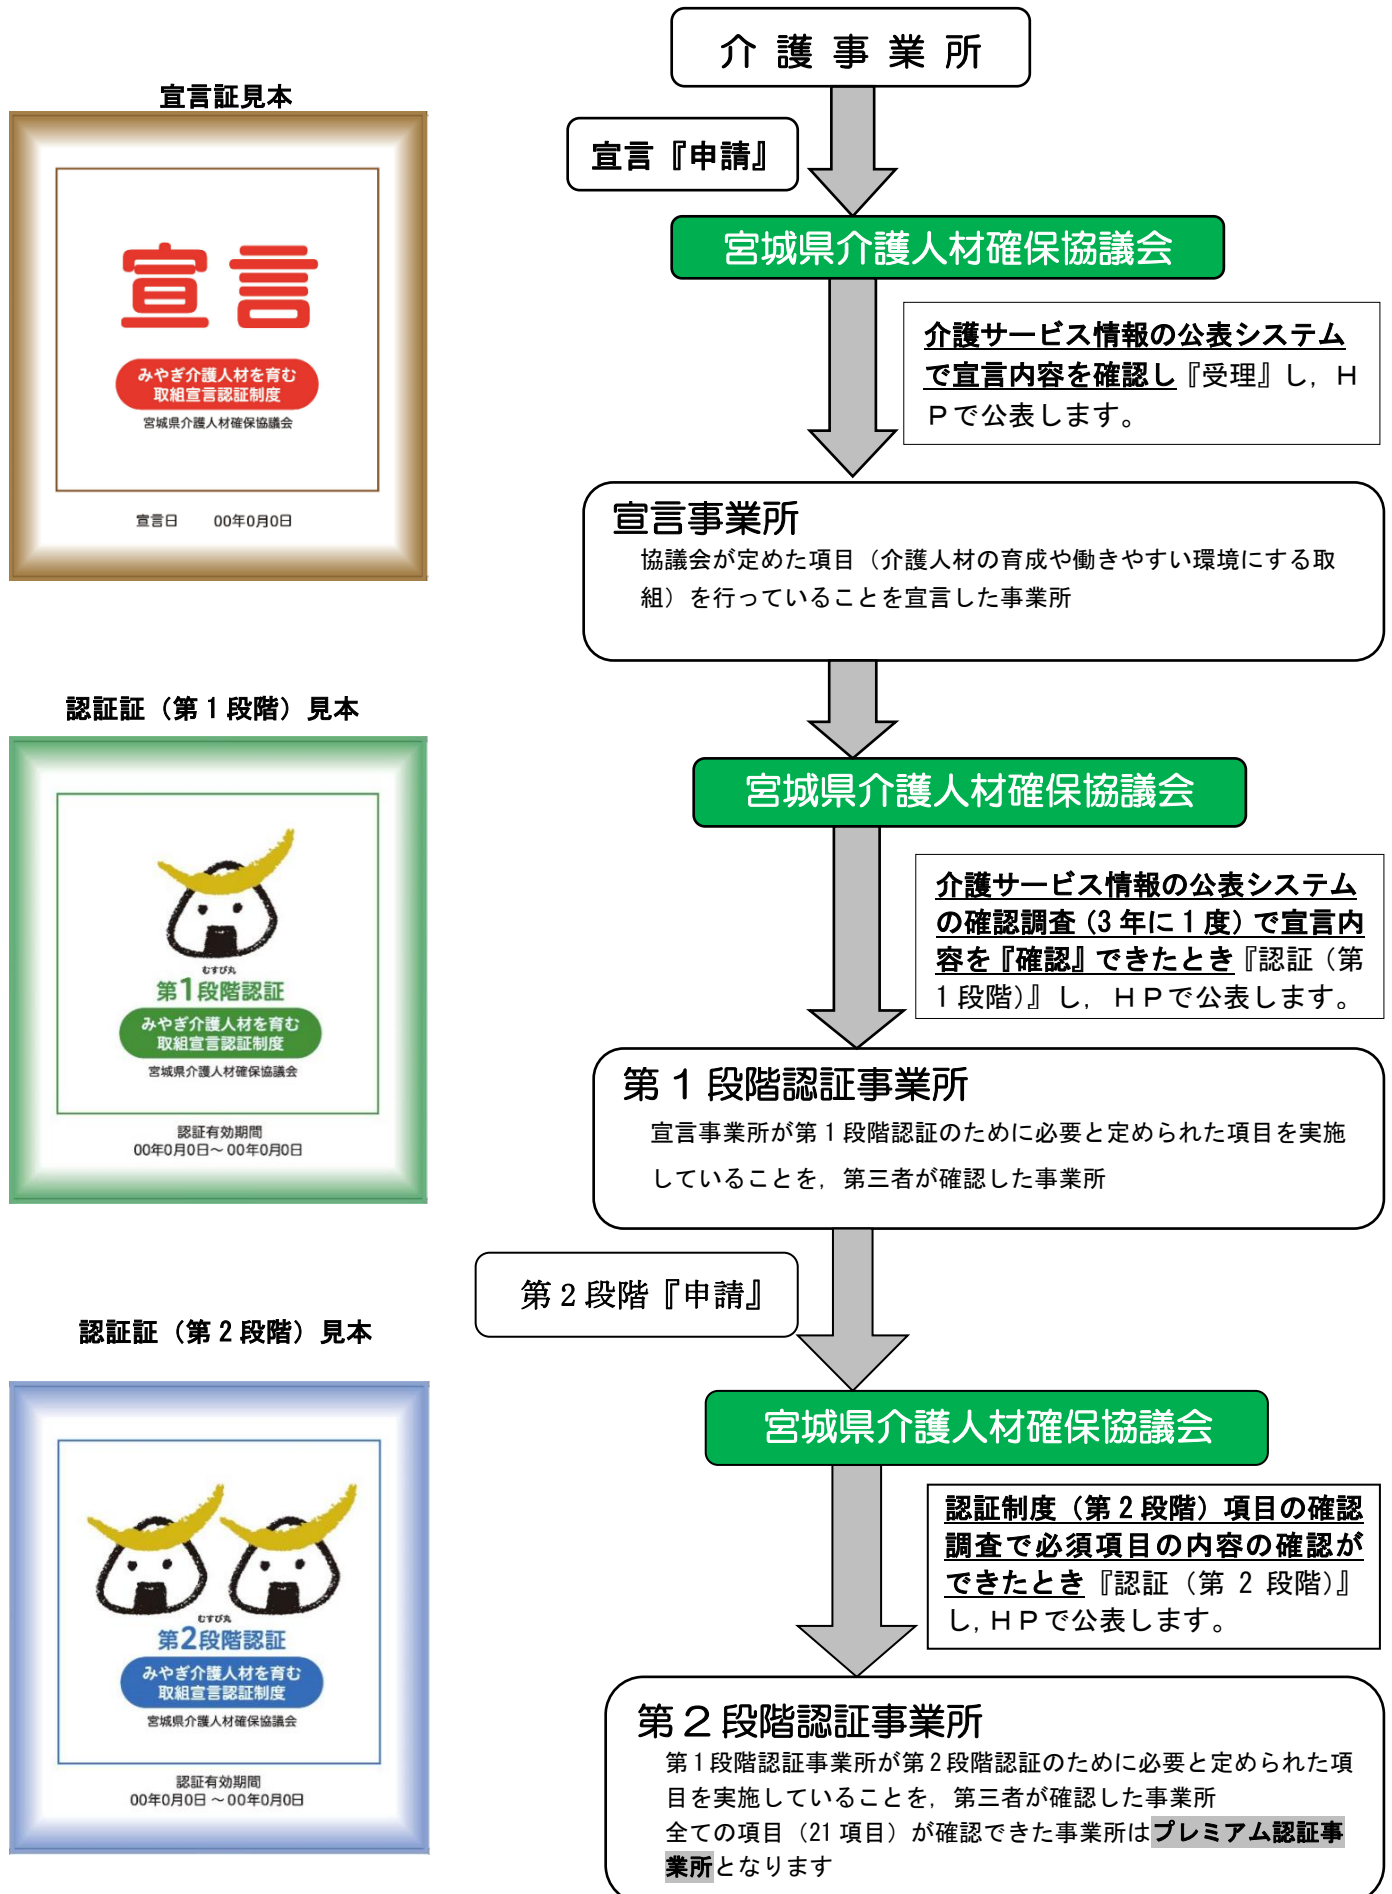 介護事業所
宣言『申請』
宮城県介護人材確保協議会
介護サービス情報の公表システム
で宣言内容を確認し『受理』し，Ｈ
Ｐで公表します。
宣言事業所
協議会が定めた項目（介護人材の育成や働きやすい環境にする取
組）を行っていることを宣言した事業所
宮城県介護人材確保協議会
介護サービス情報の公表システム
の確認調査（3年に1度）で宣言内
容を『確認』できたとき『認証（第
1段階）』し，ＨＰで公表します。
第１段階認証事業所
宣言事業所が第1段階認証のために必要と定められた項目を実施
していることを，第三者が確認した事業所
第2段階『申請』
宮城県介護人材確保協議会
認証制度（第2段階）項目の確認
調査で必須項目の内容の確認が
できたとき『認証（第2段階）』
し,ＨＰで公表します。
第２段階認証事業所
第1段階認証事業所が第2段階認証のために必要と定められた項
目を実施していることを，第三者が確認した事業所
全ての項目（21項目）が確認できた事業所はプレミアム認証事
業所となります
宣言証見本
宣言
みやぎ介護人材を育む
取組宣言認証制度
宮城県介護人材確保協議会
宣言日　00年0月0日
認証証（第1段階）見本
むすび丸
第1段階認証
みやぎ介護人材を育む
取組宣言認証制度
宮城県介護人材確保協議会
認証有効期間
00年0月0日～00年0月0日
認証証（第2段階）見本
むすび丸
第2段階認証
みやぎ介護人材を育む
取組宣言認証制度
宮城県介護人材確保協議会
認証有効期間
00年0月0日～00年0月0日